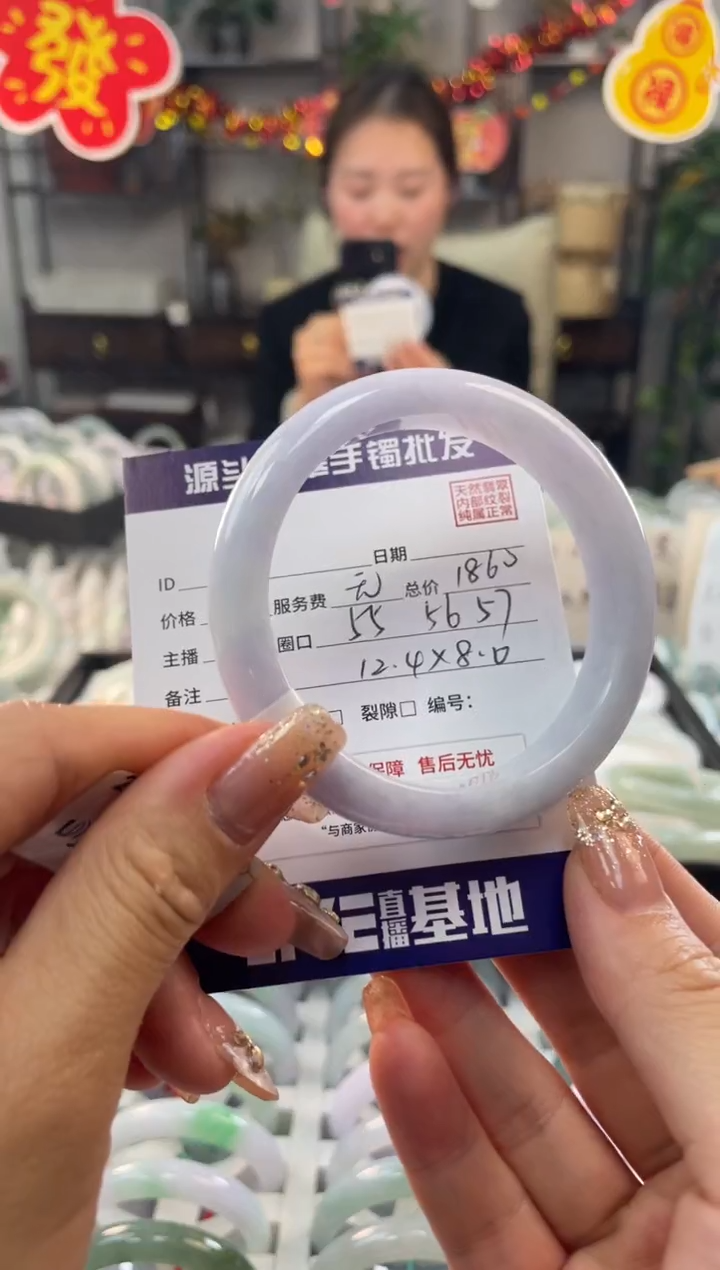 發
福
源头
手镯批发
天然翡翠
内部纹裂
纯属正常
日期
ID
价格
服务费 无 总价 1860
主播
圈口 55 56 57
备注 12.4×8.0
裂隙□ 编号：
保障 售后无忧
“与商家
直播基地